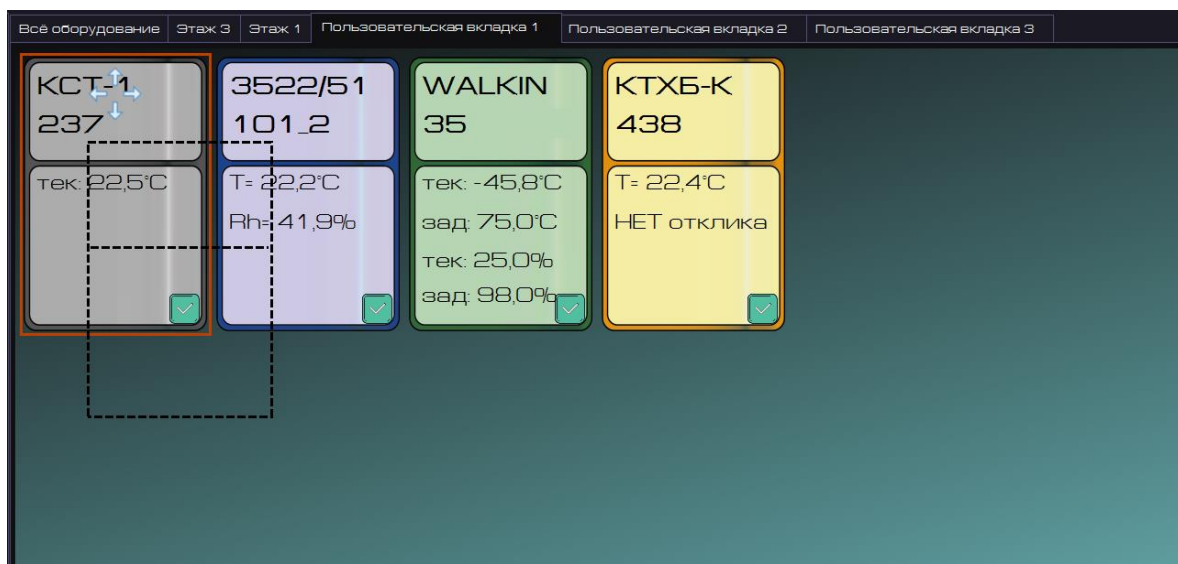 Всё оборудование Этаж 3 Этаж 1 Пользовательская вкладка 1 Пользовательская вкладка 2 Пользовательская вкладка 3
КСТ-1
237
тек: 22,5°C
3522/51
101_2
T= 22,2°C
Rh= 41,9%
WALKIN
35
тек: -45,8°C
зад: 75,0°C
тек: 25,0%
зад: 98,0%
КТХБ-К
438
T= 22,4°C
НЕТ отклика